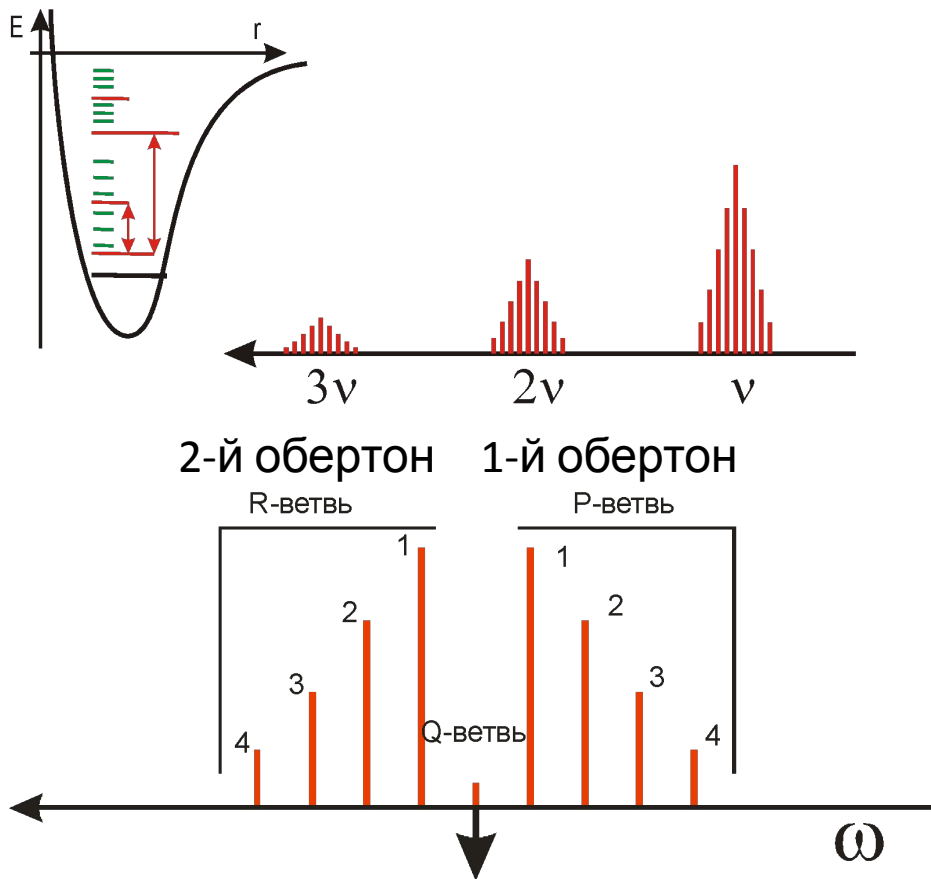 E r
3ν 2ν ν
2-й обертон 1-й обертон
R-ветвь P-ветвь
1 1
2 2
3 3
Q-ветвь
4 4
ω